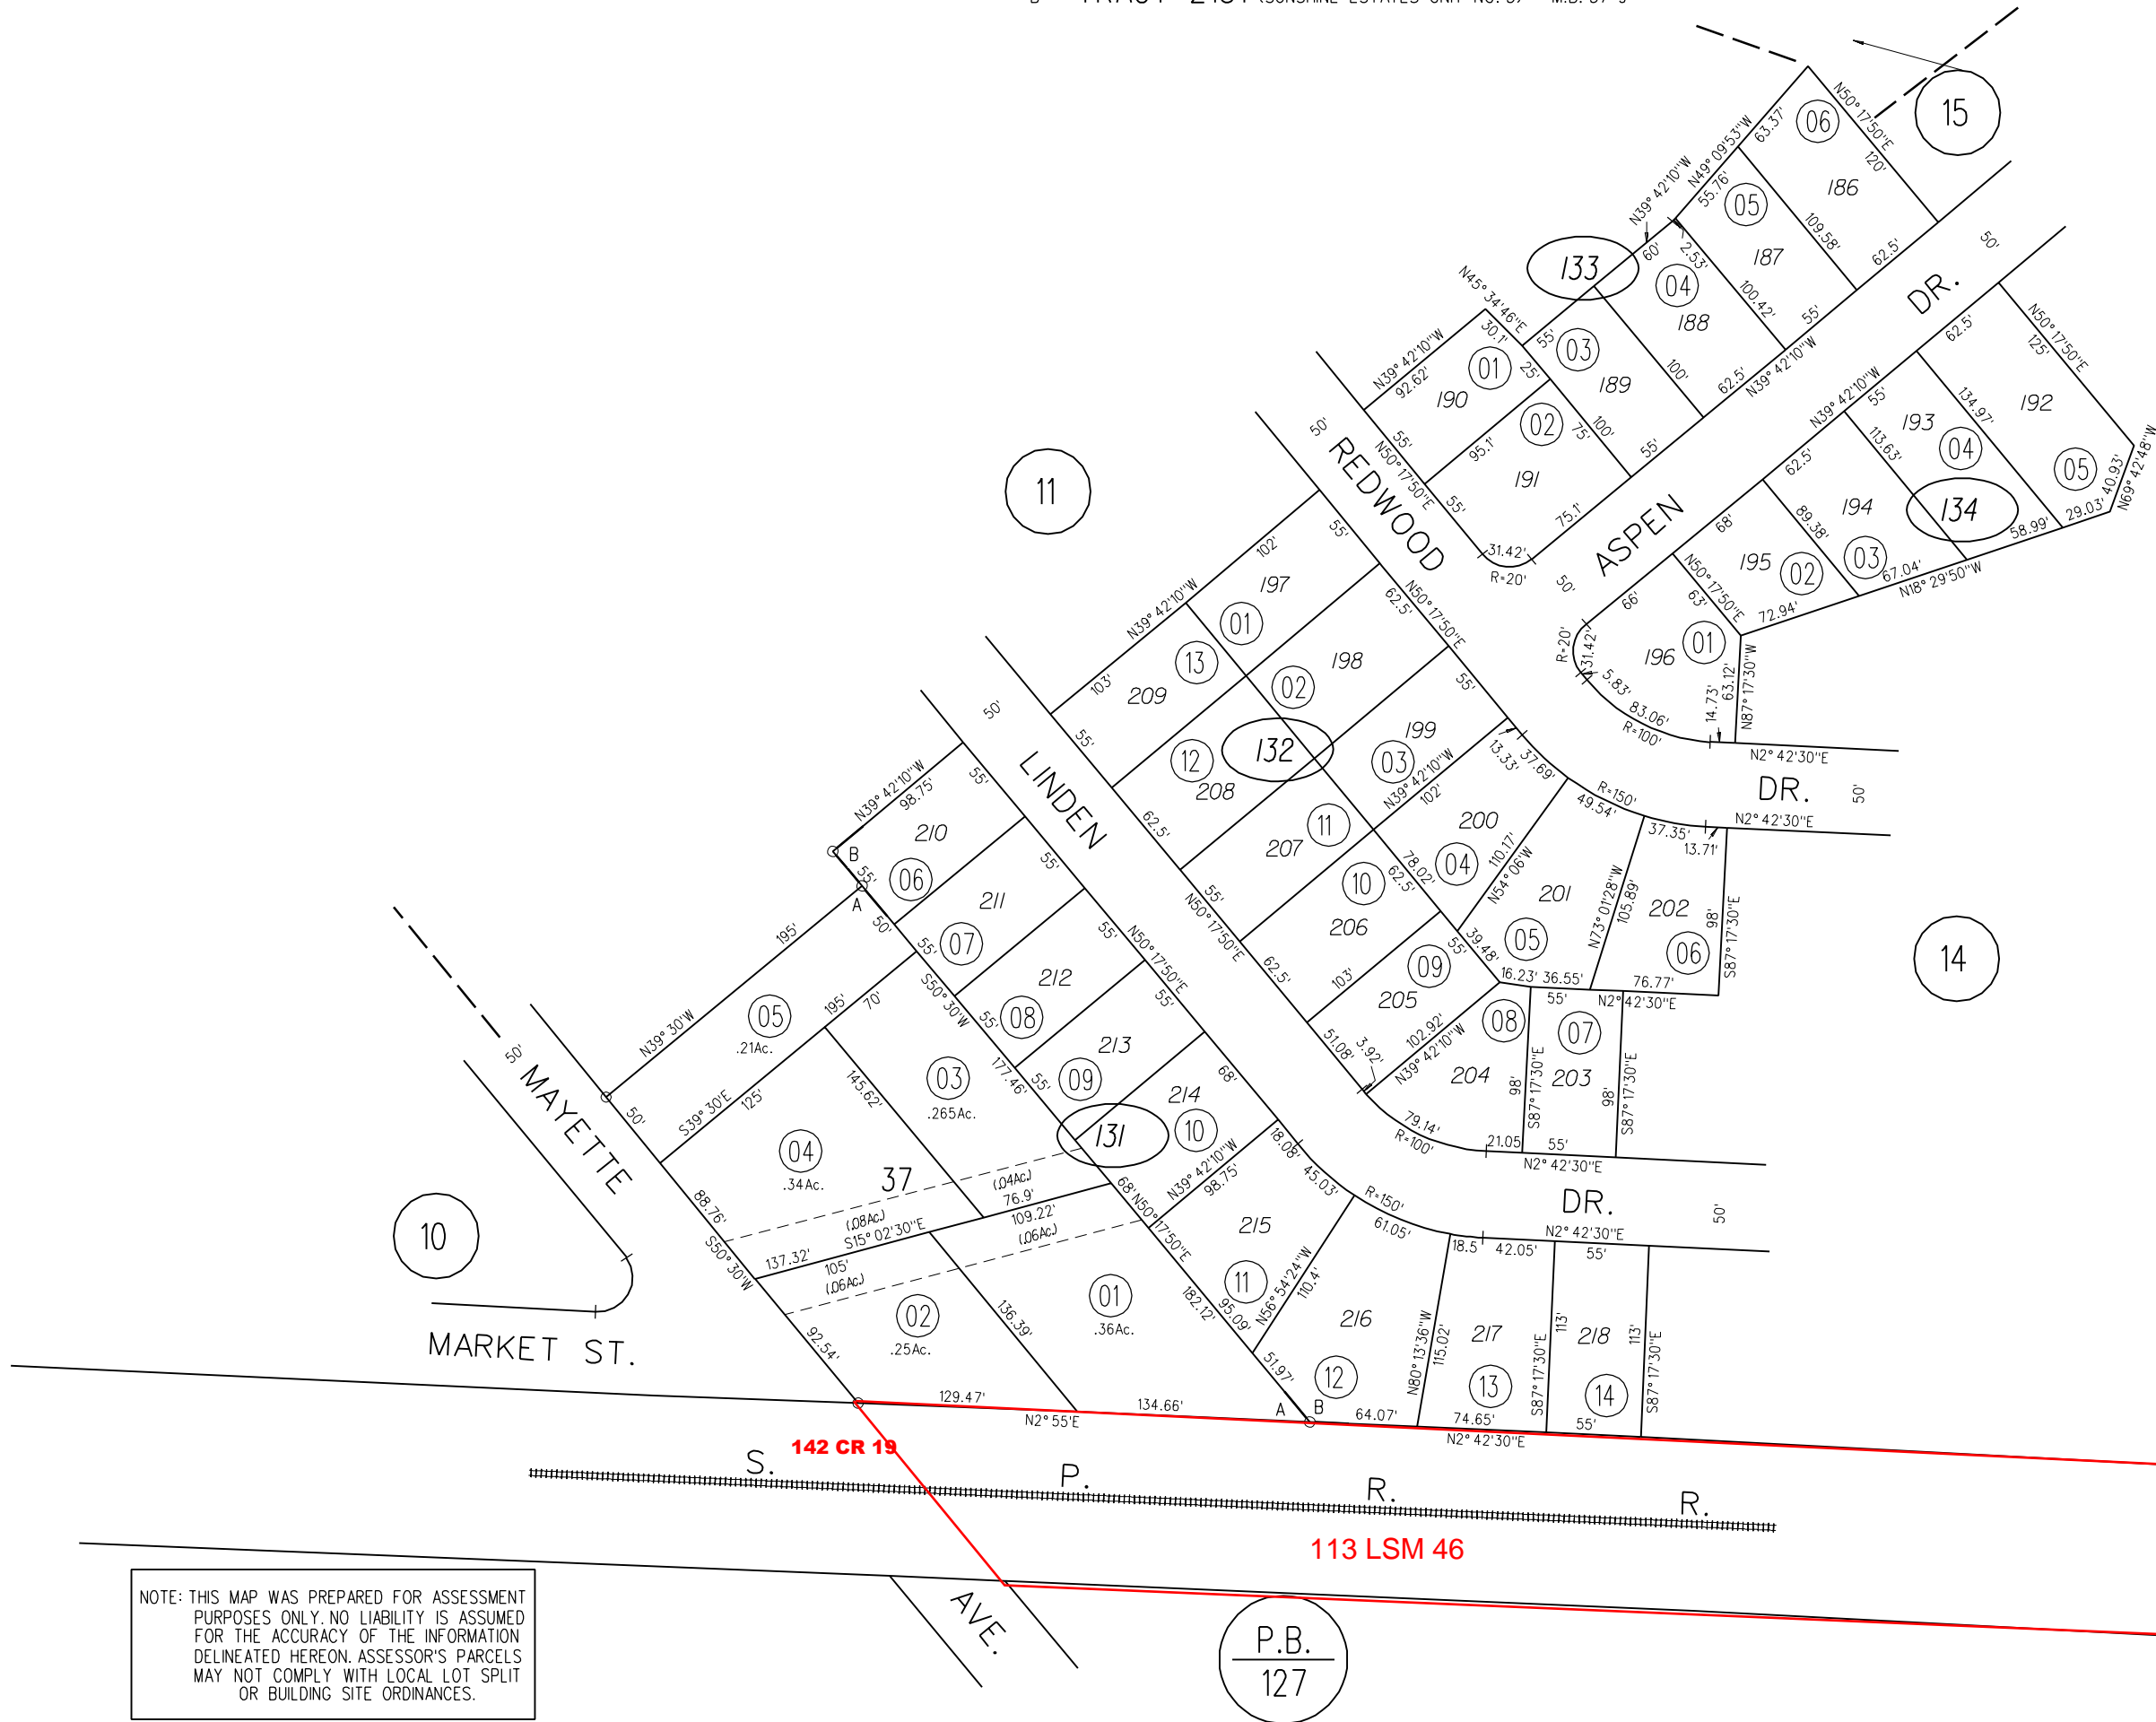 TRACT 2431 (SUNSHINE ESTATES UNIT NO. 3)
15
N50°17'50"E
120'
N49°09'53"W
63.37'
06
186
N39°42'10"W
55.76'
05
109.58'
62.5'
187
50'
133
60'
2.53'
04
188
100.42'
55'
DR.
N45°34'46"E
30.1'
55'
03
189
100'
62.5'
N39°42'10"W
N39°42'10"W
92.62'
01
190
25'
02
75'
100'
55'
95.1'
191
55'
N50°17'50"E
55'
75.1'
31.42'
R=20'
50'
REDWOOD
ASPEN
50'
62.5'
N50°17'50"E
125'
192
134.97'
N39°42'10"W
55'
193
04
05
113.63'
62.5'
194
134
40.93'
N69°42'48"W
29.03'
58.99'
89.38'
03
67.04'
N18°29'50"W
68'
195
02
N50°17'50"E
63'
72.94'
66'
196
01
R=20'
31.42'
5.83'
83.06'
R=100'
14.73'
63.12'
N87°17'30"W
N2°42'30"E
DR.
50'
N2°42'30"E
11
102'
55'
197
01
N39°42'10"W
13
103'
209
62.5'
N50°17'50"E
198
02
55'
132
12
208
199
03
N39°42'10"W
102'
13.33'
37.69'
R=150'
49.54'
37.35'
13.71'
50'
55'
LINDEN
62.5'
207
11
10
206
55'
N50°17'50"E
62.5'
200
04
78.02'
62.5'
110.17'
N54°06'W
201
05
N73°01'28"W
105.89'
202
06
98'
S87°17'30"E
14
39.48'
55'
16.23'
36.55'
76.77'
55'
N2°42'30"E
09
205
103'
08
07
102.92'
N39°42'10"W
204
203
98'
S87°17'30"E
98'
S87°17'30"E
51.08'
3.92'
79.14'
R=100'
21.05
55'
N2°42'30"E
DR.
50'
N39°42'10"W
98.75'
55'
210
B
55'
06
A
50'
55'
211
07
55'
195'
55'
N50°17'50"E
212
08
S50°30'W
55'
55'
213
09
177.46'
55'
68'
214
10
131
N39°30'W
05
.21Ac.
195'
70'
03
.265Ac.
145.62'
50'
MAYETTE
50'
S39°30'E
125'
04
.34Ac.
37
(.04Ac.)
76.9'
109.22'
(.08Ac.)
S15°02'30"E
(.06Ac.)
88.76'
S50°30'W
137.32'
105'
(.06Ac.)
10
02
.25Ac.
92.54'
136.39'
01
.36Ac.
68'
N50°17'50"E
N39°42'10"W
98.75'
18.08'
45.03'
R=150'
61.05'
215
11
182.12'
95.09'
N56°54'24"W
110.4'
216
12
51.97'
18.5'
42.05'
N2°42'30"E
55'
N80°13'36"W
115.02'
217
13
S87°17'30"E
113'
218
14
113'
S87°17'30"E
MARKET ST.
129.47'
N2°55'E
134.66'
A
B
64.07'
74.65'
55'
N2°42'30"E
142 CR 19
S. P. R. R.
113 LSM 46
AVE.
P.B.
127
NOTE: THIS MAP WAS PREPARED FOR ASSESSMENT
PURPOSES ONLY. NO LIABILITY IS ASSUMED
FOR THE ACCURACY OF THE INFORMATION
DELINEATED HEREON. ASSESSOR'S PARCELS
MAY NOT COMPLY WITH LOCAL LOT SPLIT
OR BUILDING SITE ORDINANCES.